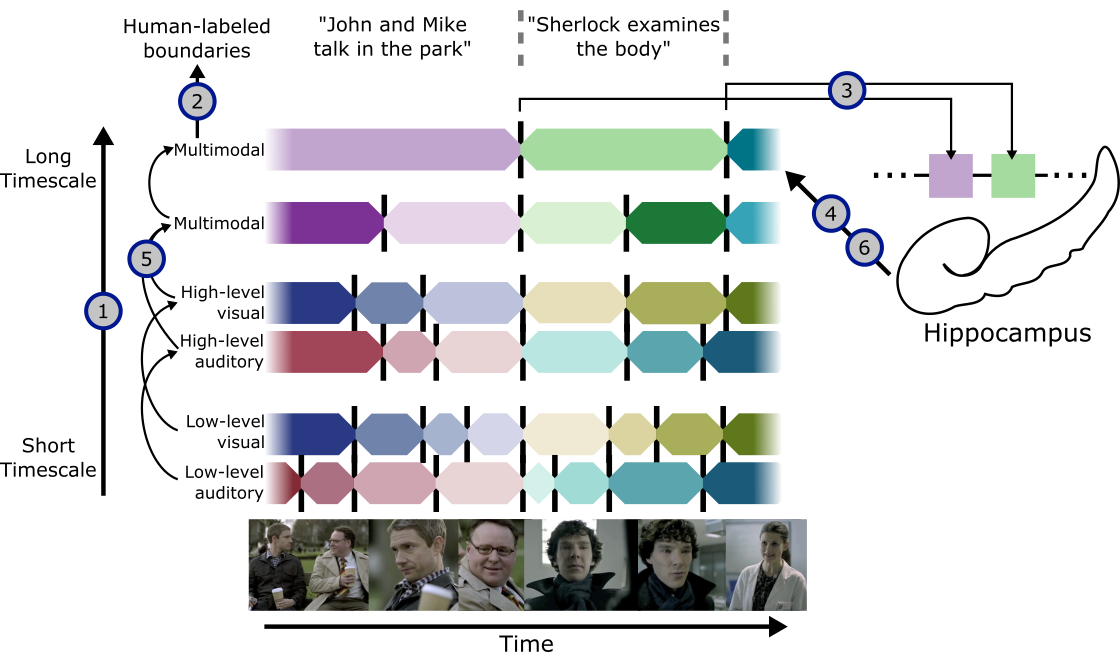 Human-labeled
boundaries
"John and Mike
talk in the park"
"Sherlock examines
the body"
2
3
Long
Timescale
Multimodal
4
Multimodal
6
5
1
High-level
visual
High-level
auditory
Hippocampus
Short
Timescale
Low-level
visual
Low-level
auditory
Time